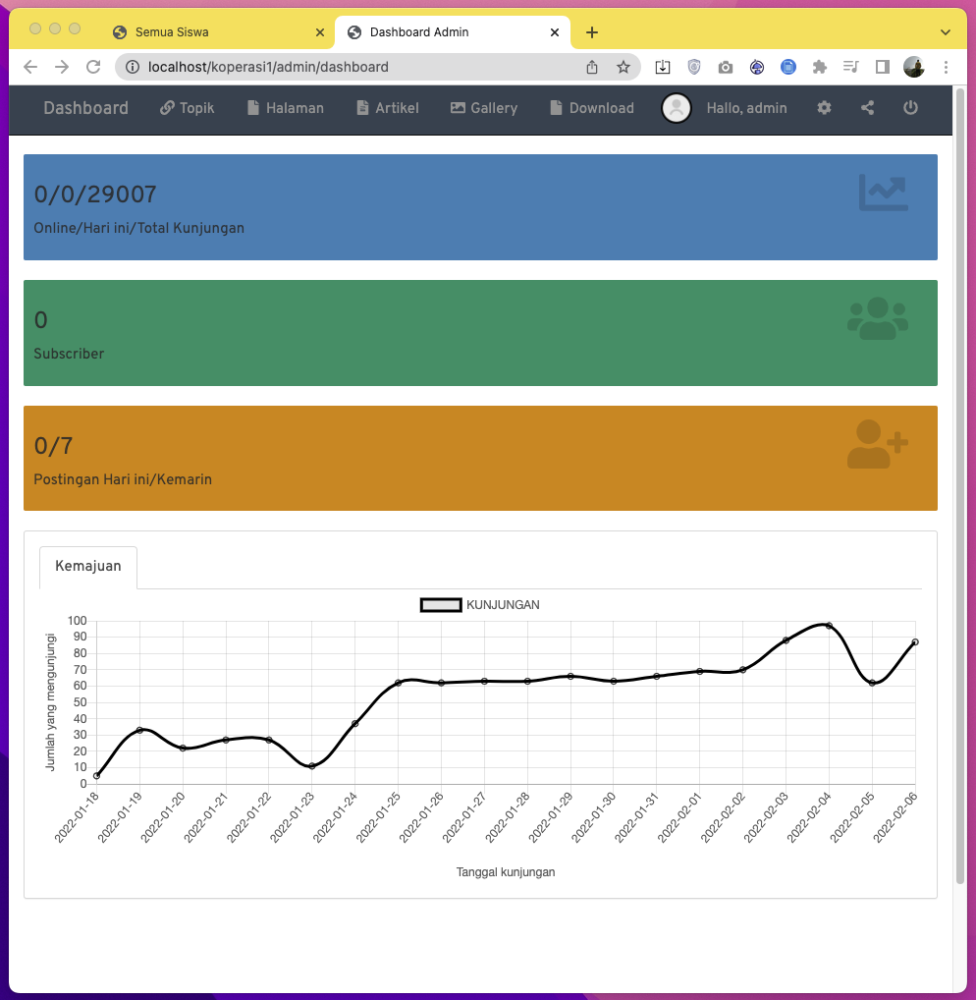 Semua Siswa
Dashboard Admin
localhost/koperasi1/admin/dashboard
Dashboard Topik Halaman Artikel Gallery Download Hallo, admin
0/0/29007
Online/Hari ini/Total Kunjungan
0
Subscriber
0/7
Postingan Hari ini/Kemarin
Kemajuan
KUNJUNGAN
Jumlah yang mengunjungi
100
90
80
70
60
50
40
30
20
10
0
2022-01-18 2022-01-19 2022-01-20 2022-01-21 2022-01-22 2022-01-23 2022-01-24 2022-01-25 2022-01-26 2022-01-27 2022-01-28 2022-01-29 2022-01-30 2022-01-31 2022-02-01 2022-02-02 2022-02-03 2022-02-04 2022-02-05 2022-02-06
Tanggal kunjungan